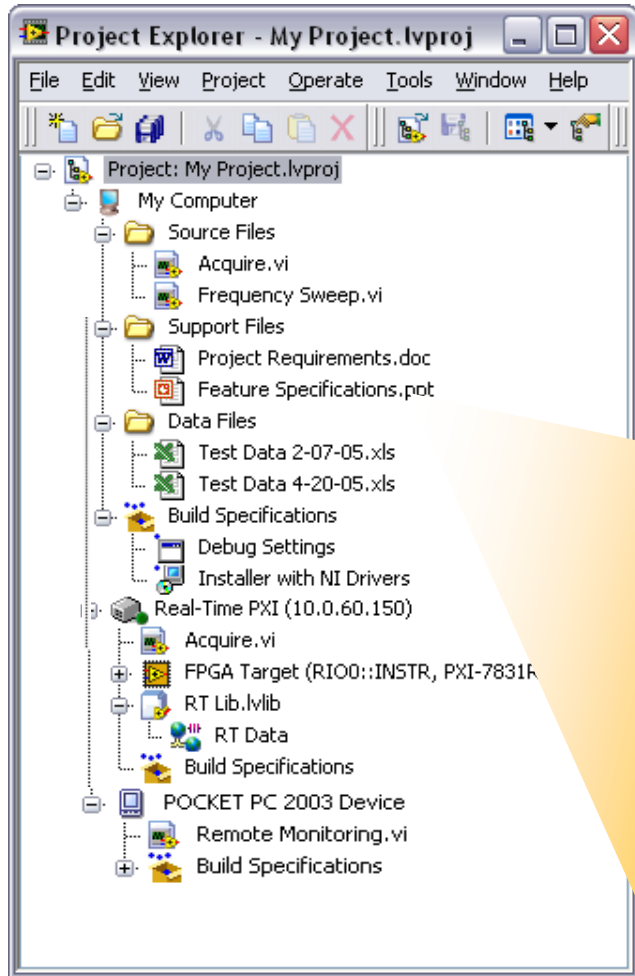 Project Explorer - My Project.lvproj
File Edit View Project Operate Tools Window Help
Project: My Project.lvproj
My Computer
Source Files
Acquire.vi
Frequency Sweep.vi
Support Files
Project Requirements.doc
Feature Specifications.ppt
Data Files
Test Data 2-07-05.xls
Test Data 4-20-05.xls
Build Specifications
Debug Settings
Installer with NI Drivers
Real-Time PXI (10.0.60.150)
Acquire.vi
FPGA Target (RIO0::INSTR, PXI-7831R
RT Lib.lvlib
RT Data
Build Specifications
POCKET PC 2003 Device
Remote Monitoring.vi
Build Specifications